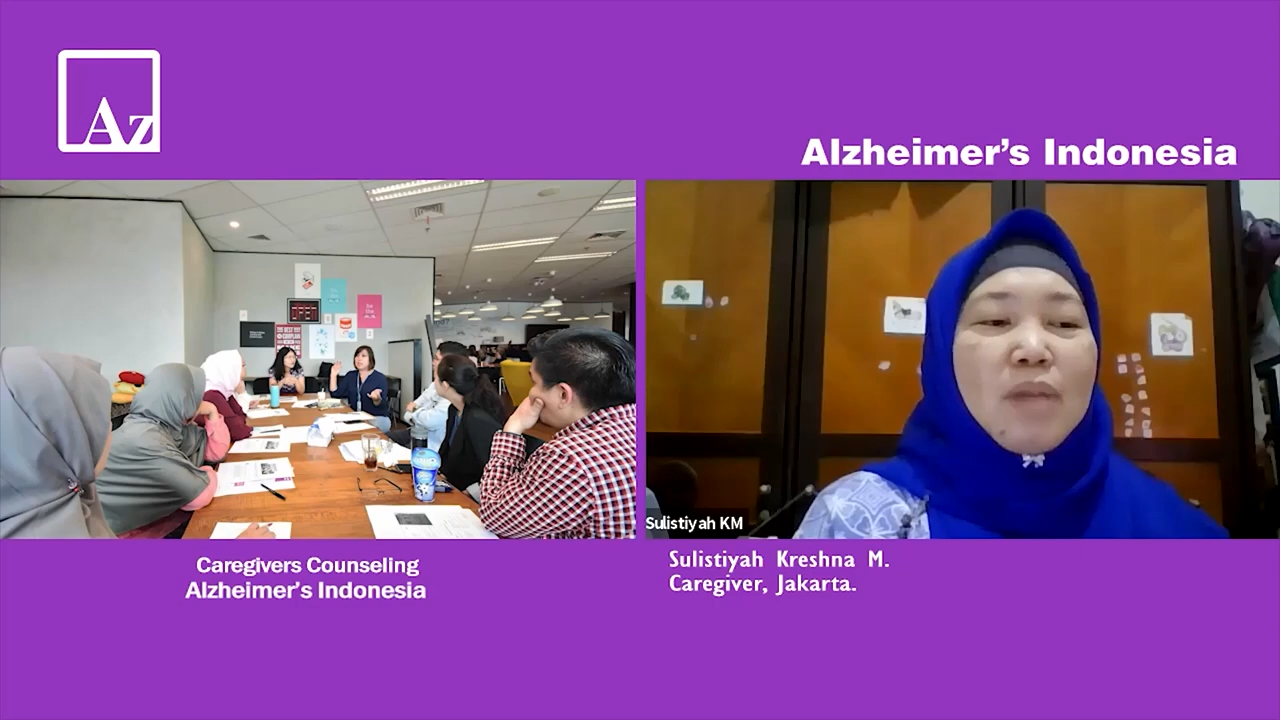 Az
Alzheimer's Indonesia
Sulistiyah KM
Caregivers Counseling
Alzheimer's Indonesia
Sulistiyah Kreshna M.
Caregiver, Jakarta.